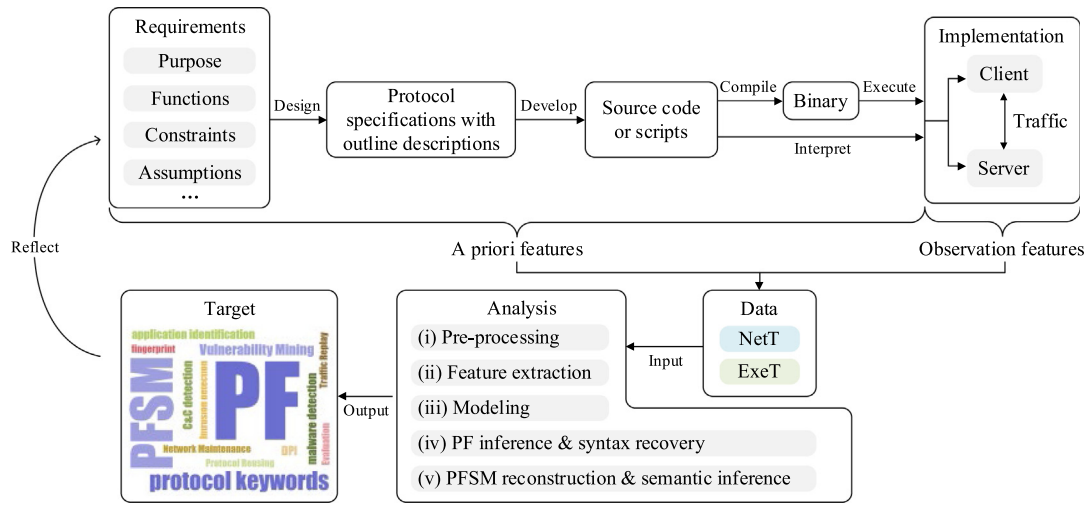 Requirements
Purpose
Functions
Constraints
Assumptions
...
Design
Protocol
specifications with
outline descriptions
Develop
Source code
or scripts
Compile
Binary
Execute
Interpret
Implementation
Client
Traffic
Server
A priori features
Observation features
Reflect
Target
application identification
fingerprint
Vulnerability Mining
Traffic Replay
PFSM
C&C detection
Intrusion Detection
PF
malware detection
Evaluation
Network Maintenance
DPI
Protocol Reusing
protocol keywords
Output
Analysis
(i) Pre-processing
(ii) Feature extraction
(iii) Modeling
(iv) PF inference & syntax recovery
(v) PFSM reconstruction & semantic inference
Input
Data
NetT
ExeT